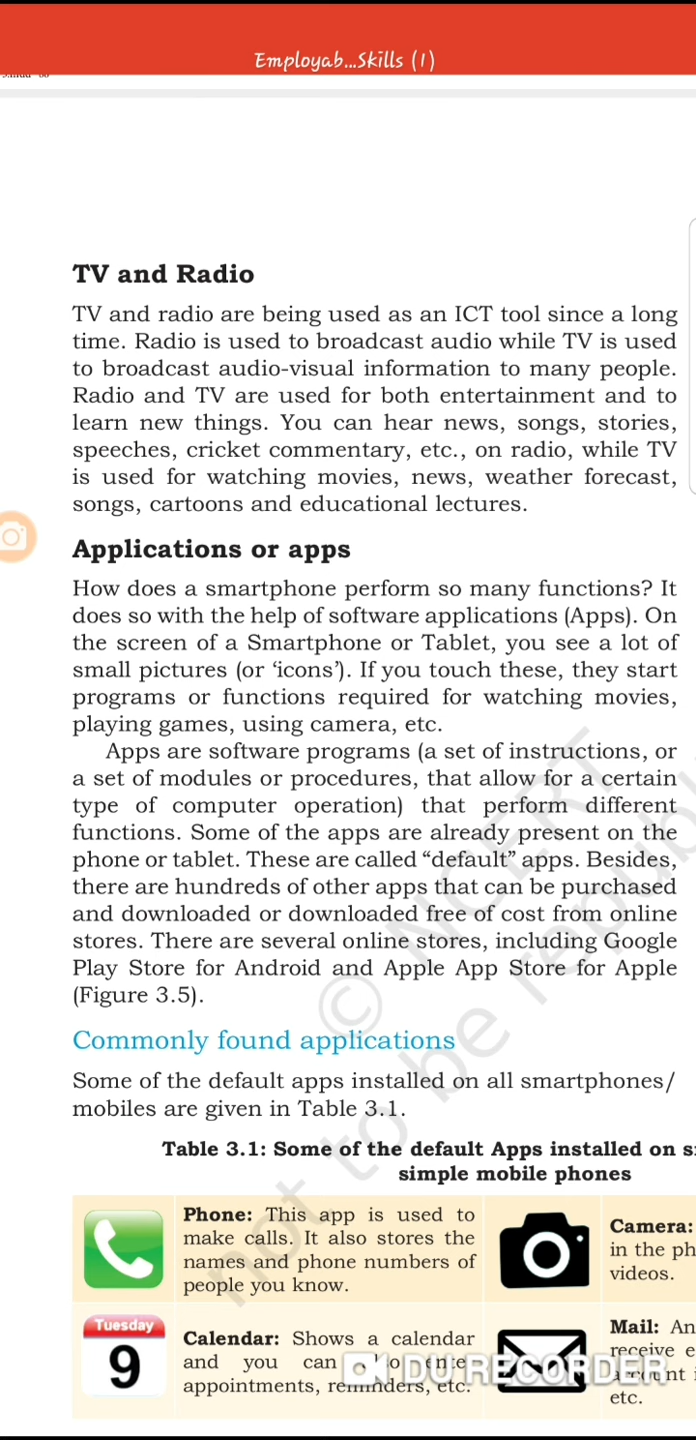 Employab...Skills (1)
TV and Radio
TV and radio are being used as an ICT tool since a long
time. Radio is used to broadcast audio while TV is used
to broadcast audio-visual information to many people.
Radio and TV are used for both entertainment and to
learn new things. You can hear news, songs, stories,
speeches, cricket commentary, etc., on radio, while TV
is used for watching movies, news, weather forecast,
songs, cartoons and educational lectures.
Applications or apps
How does a smartphone perform so many functions? It
does so with the help of software applications (Apps). On
the screen of a Smartphone or Tablet, you see a lot of
small pictures (or ‘icons’). If you touch these, they start
programs or functions required for watching movies,
playing games, using camera, etc.
Apps are software programs (a set of instructions, or
a set of modules or procedures, that allow for a certain
type of computer operation) that perform different
functions. Some of the apps are already present on the
phone or tablet. These are called “default” apps. Besides,
there are hundreds of other apps that can be purchased
and downloaded or downloaded free of cost from online
stores. There are several online stores, including Google
Play Store for Android and Apple App Store for Apple
(Figure 3.5).
Commonly found applications
Some of the default apps installed on all smartphones/
mobiles are given in Table 3.1.
Table 3.1: Some of the default Apps installed on
simple mobile phones
Phone: This app is used to
make calls. It also stores the
names and phone numbers of
people you know.
Camera:
in the
videos.
Tuesday
9
Calendar: Shows a calendar
and you can
appointments, reminders, etc.
Mail: An
receive
etc.
DU RECORDER
© NCERT
not to be